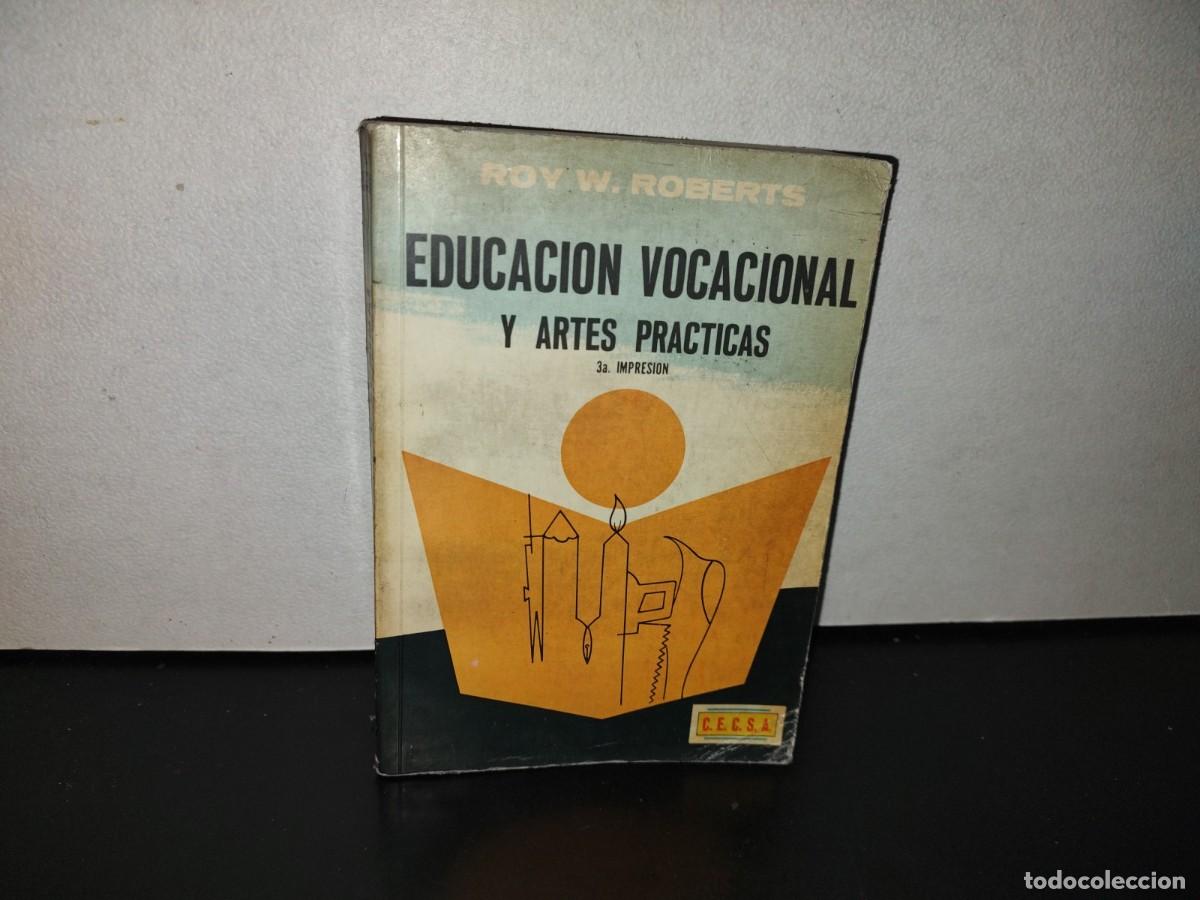 ROY W. ROBERTS
EDUCACION VOCACIONAL
Y ARTES PRACTICAS
3a. IMPRESION
C. E. C. S. A.
todocoleccion